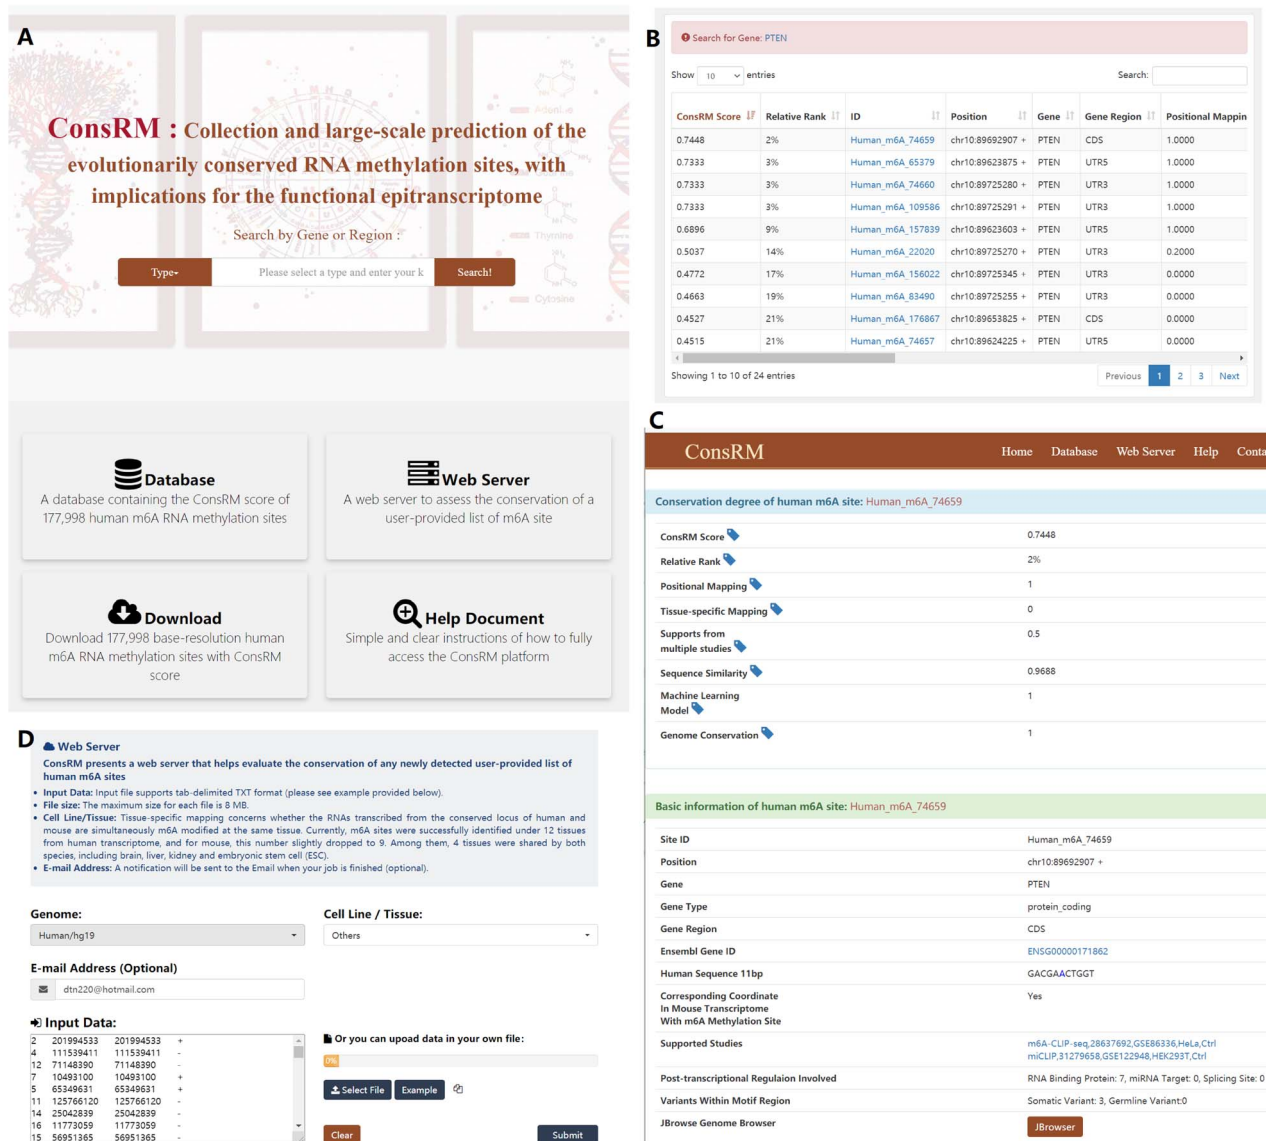 A
ConsRM : Collection and large-scale prediction of the
evolutionarily conserved RNA methylation sites, with
implications for the functional epitranscriptome
Search by Gene or Region :
Type
Please select a type and enter your k
Search!
Thymine
Cytosine
Database
A database containing the ConsRM score of
177,998 human m6A RNA methylation sites
Web Server
A web server to assess the conservation of a
user-provided list of m6A site
Download
Download 177,998 base-resolution human
m6A RNA methylation sites with ConsRM
score
Help Document
Simple and clear instructions of how to fully
access the ConsRM platform
B
Search for Gene: PTEN
Show 10 entries
Search:
ConsRM Score Relative Rank ID Position Gene Gene Region Positional Mappin
0.7448 2% Human_m6A_74659 chr10:89692907 + PTEN CDS 1.0000
0.7333 3% Human_m6A_65379 chr10:89623875 + PTEN UTR5 1.0000
0.7333 3% Human_m6A_74660 chr10:89725280 + PTEN UTR3 1.0000
0.7333 3% Human_m6A_109586 chr10:89725291 + PTEN UTR3 1.0000
0.6896 9% Human_m6A_157839 chr10:89623603 + PTEN UTR5 1.0000
0.5037 14% Human_m6A_22020 chr10:89725270 + PTEN UTR3 0.2000
0.4772 17% Human_m6A_156022 chr10:89725345 + PTEN UTR3 0.0000
0.4663 19% Human_m6A_83490 chr10:89725255 + PTEN UTR3 0.0000
0.4527 21% Human_m6A_176867 chr10:89653825 + PTEN CDS 0.0000
0.4515 21% Human_m6A_74657 chr10:89624225 + PTEN UTR5 0.0000
Showing 1 to 10 of 24 entries
Previous 1 2 3 Next
C
ConsRM Home Database Web Server Help Conta
Conservation degree of human m6A site: Human_m6A_74659
ConsRM Score 0.7448
Relative Rank 2%
Positional Mapping 1
Tissue-specific Mapping 0
Supports from 0.5
multiple studies
Sequence Similarity 0.9688
Machine Learning 1
Model
Genome Conservation 1
Basic information of human m6A site: Human_m6A_74659
Site ID Human_m6A_74659
Position chr10:89692907 +
Gene PTEN
Gene Type protein_coding
Gene Region CDS
Ensembl Gene ID ENSG00000171862
Human Sequence 11bp GACGAACTGGT
Corresponding Coordinate Yes
In Mouse Transcriptome
With m6A Methylation Site
Supported Studies m6A-CLIP-seq,28637692,GSE86336,HeLa,Ctrl
miCLIP,31279658,GSE122948,HEK293T,Ctrl
Post-transcriptional Regulaion Involved RNA Binding Protein: 7, miRNA Target: 0, Splicing Site: 0
Variants Within Motif Region Somatic Variant: 3, Germline Variant:0
JBrowse Genome Browser JBrowser
D
Web Server
ConsRM presents a web server that helps evaluate the conservation of any newly detected user-provided list of
human m6A sites
• Input Data: Input file supports tab-delimited TXT format (please see example provided below).
• File size: The maximum size for each file is 8 MB.
• Cell Line/Tissue: Tissue-specific mapping concerns whether the RNAs transcribed from the conserved locus of human and
mouse are simultaneously m6A modified at the same tissue. Currently, m6A sites were successfully identified under 12 tissues
from human transcriptome, and for mouse, this number slightly dropped to 9. Among them, 4 tissues were shared by both
species, including brain, liver, kidney and embryonic stem cell (ESC).
• E-mail Address: A notification will be sent to the Email when your job is finished (optional).
Genome:
Human/hg19
Cell Line / Tissue:
Others
E-mail Address (Optional)
dtn220@hotmail.com
Input Data:
2 201994533 201994533 +
4 111539411 111539411 -
12 71148390 71148390 -
7 10493100 10493100 +
5 65349631 65349631 +
11 125766120 125766120 -
14 25042839 25042839 -
16 11773059 11773059 -
15 56951365 56951365 -
Or you can upoad data in your own file:
0%
Select File Example
Clear
Submit